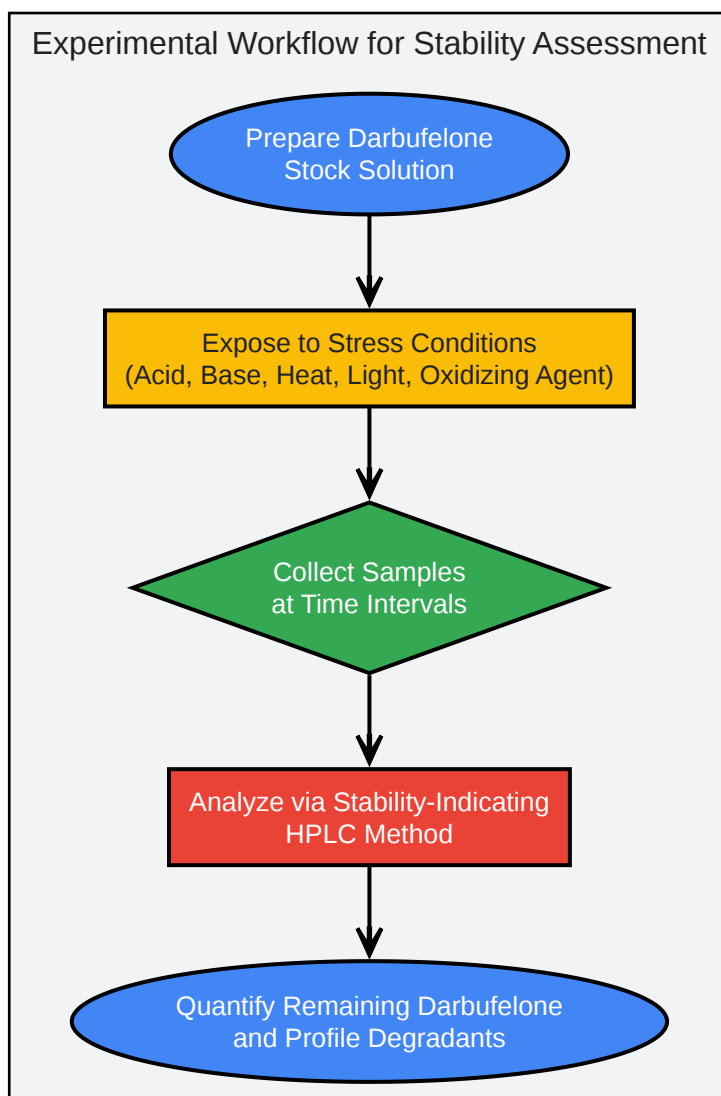 Experimental Workflow for Stability Assessment
Prepare Darbufelone
Stock Solution
Expose to Stress Conditions
(Acid, Base, Heat, Light, Oxidizing Agent)
Collect Samples
at Time Intervals
Analyze via Stability-Indicating
HPLC Method
Quantify Remaining Darbufelone
and Profile Degradants